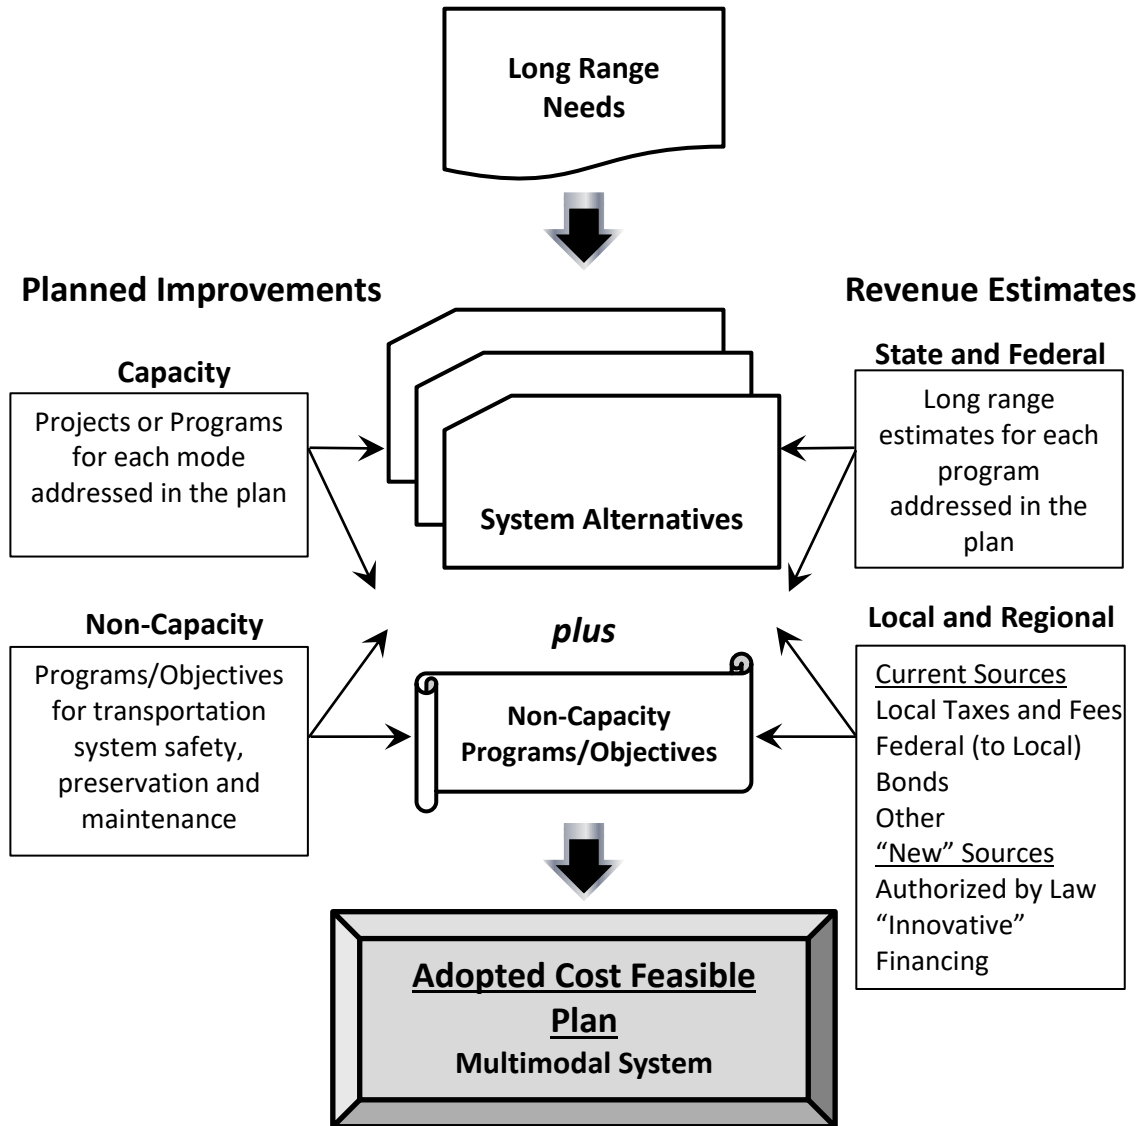 Long Range
Needs
Planned Improvements
Revenue Estimates
Capacity
Projects or Programs
for each mode
addressed in the plan
State and Federal
Long range
estimates for each
program
addressed in the
plan
System Alternatives
plus
Non-Capacity
Programs/Objectives
for transportation
system safety,
preservation and
maintenance
Non-Capacity
Programs/Objectives
Local and Regional
Current Sources
Local Taxes and Fees
Federal (to Local)
Bonds
Other
“New” Sources
Authorized by Law
“Innovative”
Financing
Adopted Cost Feasible
Plan
Multimodal System